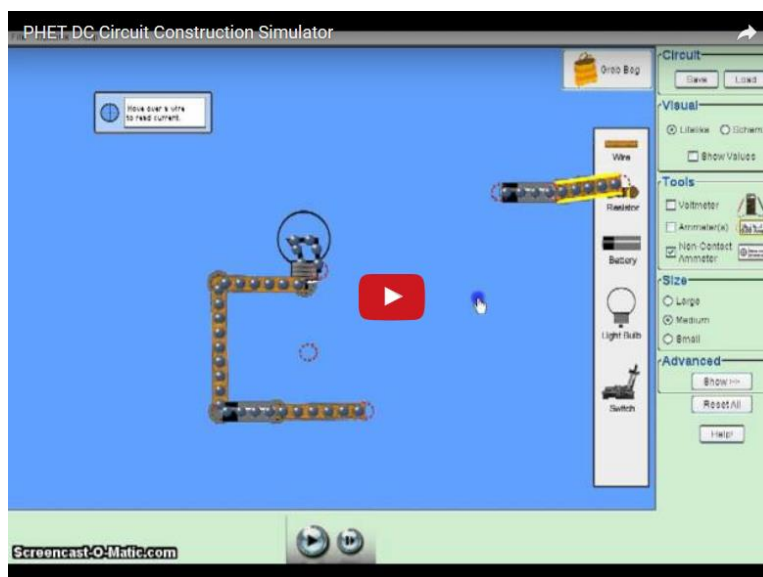 PHET DC Circuit Construction Simulator
Grab Bag
Move over a wire
to read current.
Wire
Resistor
Battery
Light Bulb
Switch
Circuit
Save Load
Visual
Lifelike Schem
Show Values
Tools
Voltmeter
Ammeter(s)
Non-Contact
Ammeter
Size
Large
Medium
Small
Advanced
Show >>
Reset All
Help!
Screencast-O-Matic.com